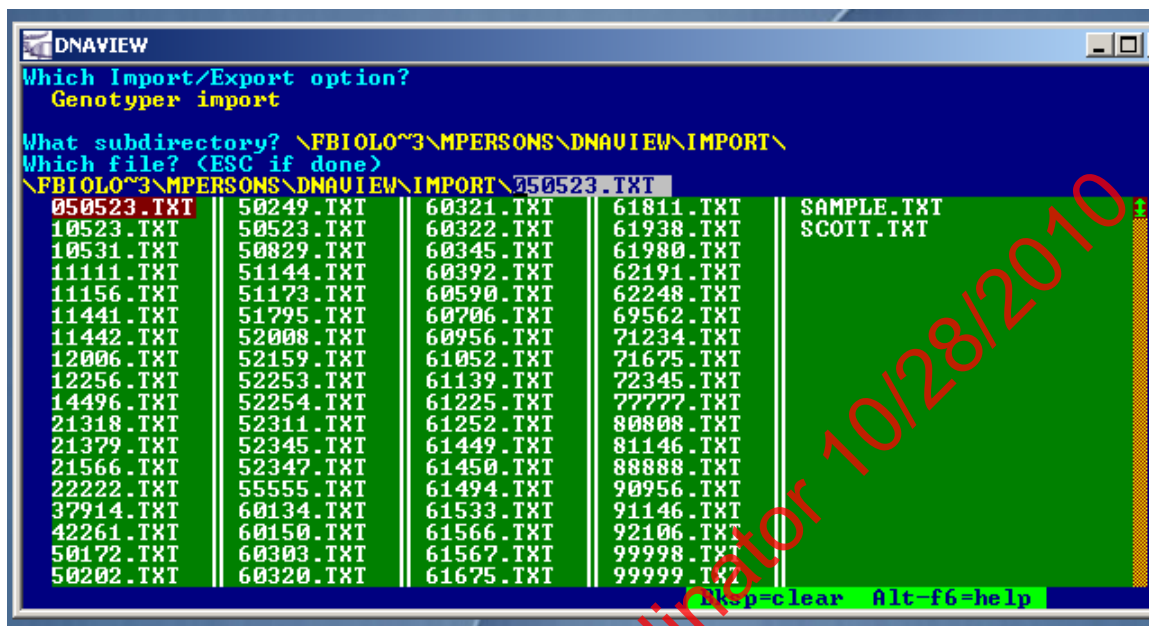 DNAVIEW
Which Import/Export option?
Genotyper import
What subdirectory? \FBIOLO~3\MPERSONS\DNAVIEW\IMPORT\
Which file? (ESC if done)
\FBIOLO~3\MPERSONS\DNAVIEW\IMPORT\050523.TXT
050523.TXT 50249.TXT 60321.TXT 61811.TXT SAMPLE.TXT
10523.TXT 50523.TXT 60322.TXT 61938.TXT SCOTT.TXT
10531.TXT 50829.TXT 60345.TXT 61980.TXT
11111.TXT 51144.TXT 60392.TXT 62191.TXT
11156.TXT 51173.TXT 60590.TXT 62248.TXT
11441.TXT 51795.TXT 60706.TXT 69562.TXT
11442.TXT 52008.TXT 60956.TXT 71234.TXT
12006.TXT 52159.TXT 61052.TXT 71675.TXT
12256.TXT 52253.TXT 61139.TXT 72345.TXT
14496.TXT 52254.TXT 61225.TXT 77777.TXT
21318.TXT 52311.TXT 61252.TXT 80808.TXT
21379.TXT 52345.TXT 61449.TXT 81146.TXT
21566.TXT 52347.TXT 61450.TXT 88888.TXT
22222.TXT 55555.TXT 61494.TXT 90956.TXT
37914.TXT 60134.TXT 61533.TXT 91146.TXT
42261.TXT 60150.TXT 61566.TXT 92106.TXT
50172.TXT 60303.TXT 61567.TXT 99998.TXT
50202.TXT 60320.TXT 61675.TXT 99999.TXT
Bksp=clear Alt-f6=help
10/28/2010